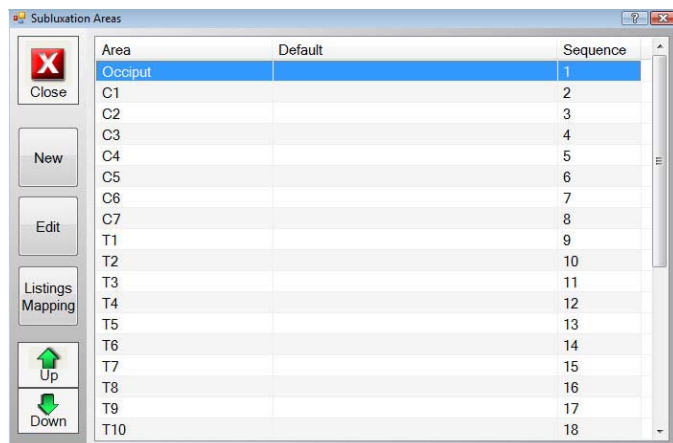 Subluxation Areas
Close
New
Edit
Listings
Mapping
Up
Down
Area Default Sequence
Occiput 1
C1 2
C2 3
C3 4
C4 5
C5 6
C6 7
C7 8
T1 9
T2 10
T3 11
T4 12
T5 13
T6 14
T7 15
T8 16
T9 17
T10 18